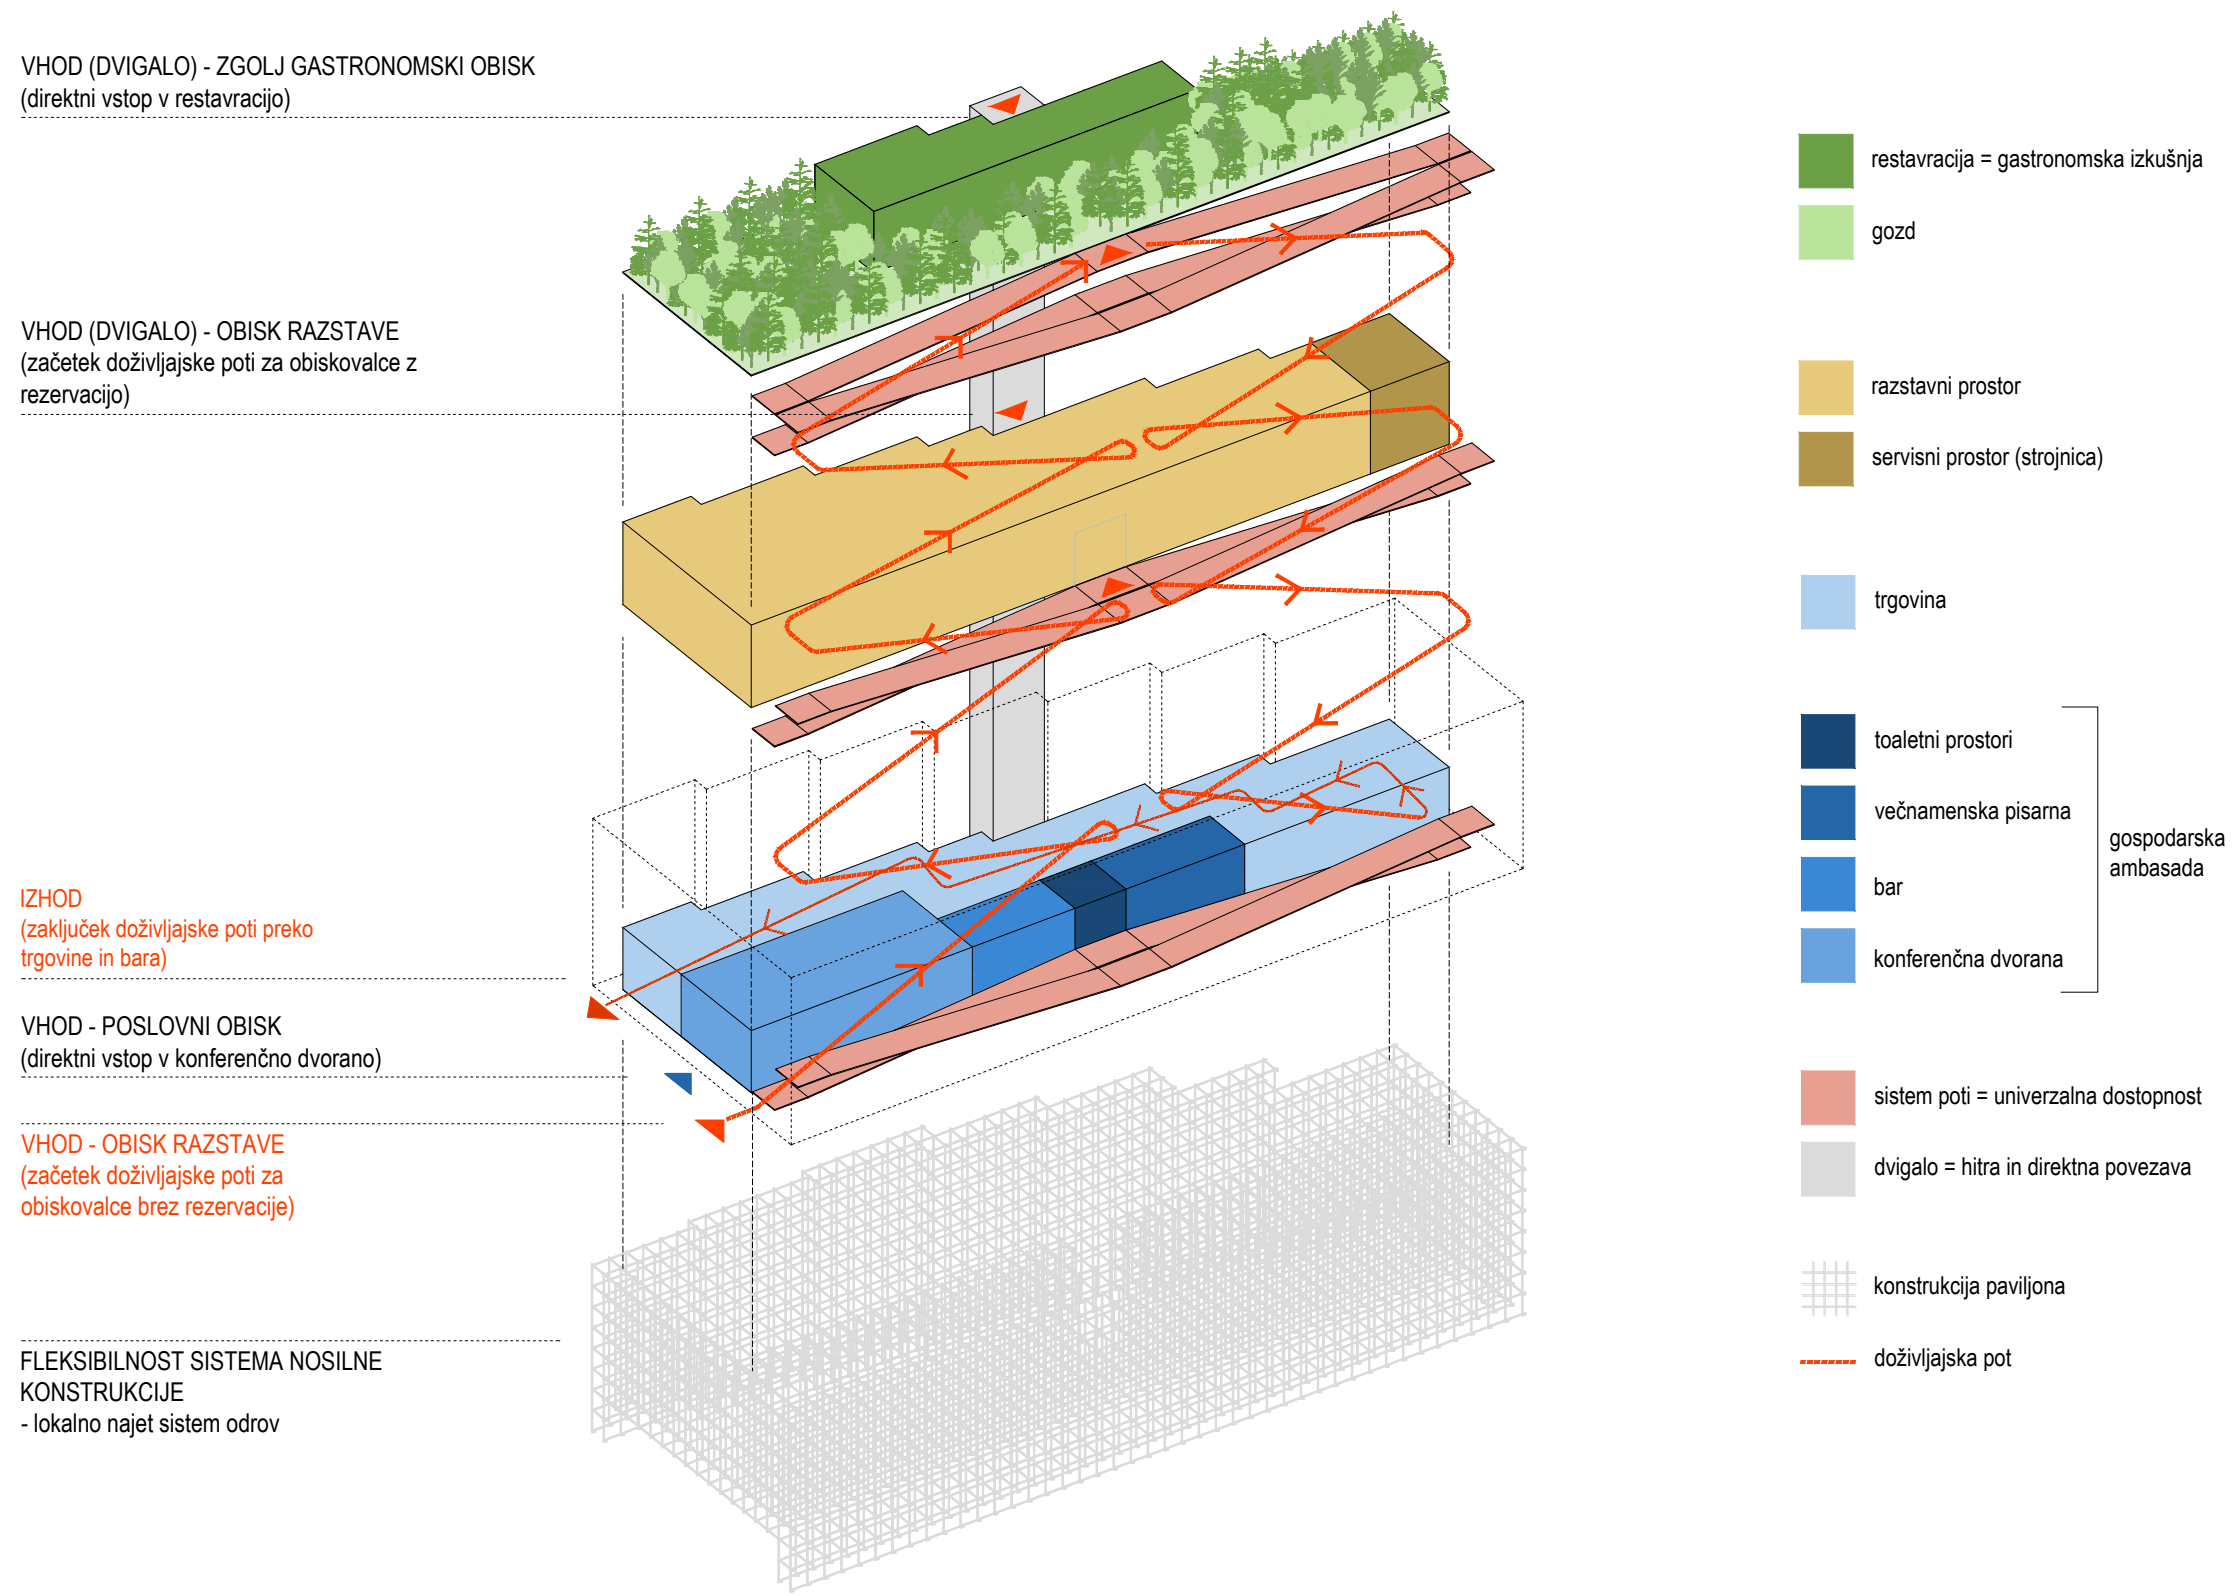 VHOD (DVIGALO) - ZGOLJ GASTRONOMSKI OBISK
(direktni vstop v restavracijo)
VHOD (DVIGALO) - OBISK RAZSTAVE
(začetek doživljajske poti za obiskovalce z
rezervacijo)
IZHOD
(zaključek doživljajske poti preko
trgovine in bara)
VHOD - POSLOVNI OBISK
(direktni vstop v konferenčno dvorano)
VHOD - OBISK RAZSTAVE
(začetek doživljajske poti za
obiskovalce brez rezervacije)
FLEKSIBILNOST SISTEMA NOSILNE
KONSTRUKCIJE
- lokalno najet sistem odrov
restavracija = gastronomska izkušnja
gozd
razstavni prostor
servisni prostor (strojnica)
trgovina
toaletni prostori
večnamenska pisarna
bar
konferenčna dvorana
gospodarska
ambasada
sistem poti = univerzalna dostopnost
dvigalo = hitra in direktna povezava
konstrukcija paviljona
doživljajska pot